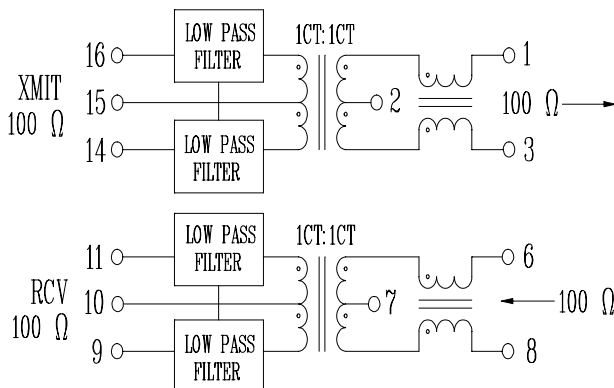 LOW PASS
FILTER
1CT:1CT
16
1
XMIT
100 Ω
15
2
100 Ω
LOW PASS
FILTER
14
3
LOW PASS
FILTER
1CT:1CT
11
6
RCV
100 Ω
10
7
100 Ω
LOW PASS
FILTER
9
8